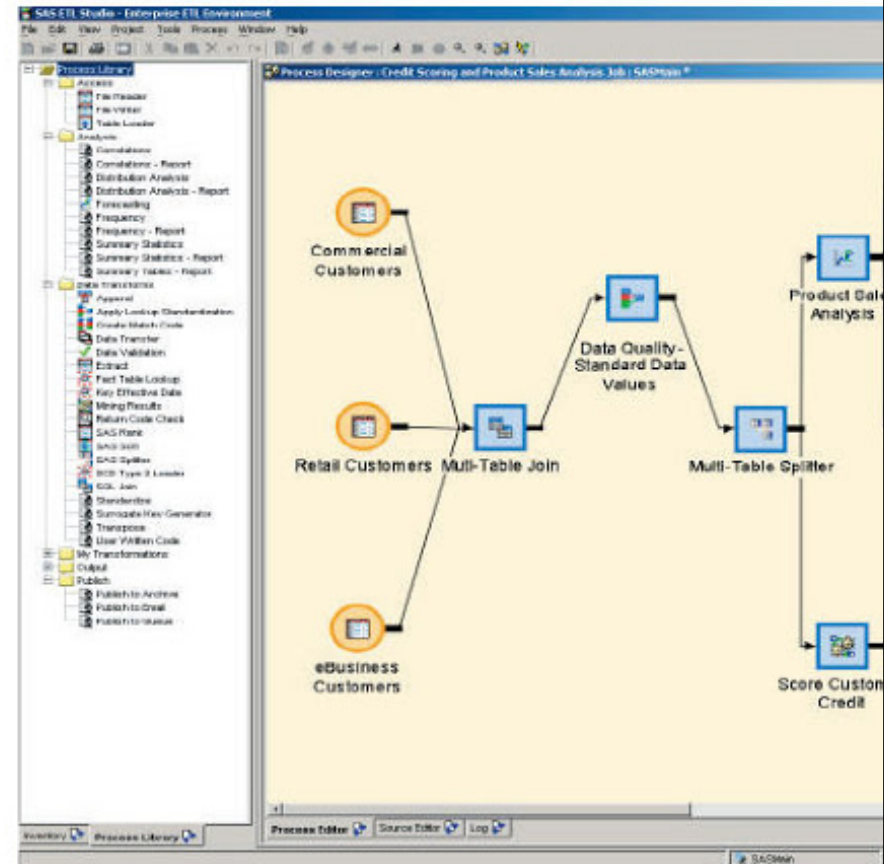 SAS ETL Studio - Enterprise ETL Environment
File Edit View Project Tools Process Window Help
Process Library
Access
File Reader
File Writer
Table Loader
Analysis
Correlations
Correlations - Report
Distribution Analysis
Distribution Analysis - Report
Forecasting
Frequency
Frequency - Report
Summary Statistics
Summary Statistics - Report
Summary Tables - Report
Data Transforms
Append
Apply Lookup Standardization
Create Match Code
Data Transfer
Data Validation
Extract
Fact Table Lookup
Key Effective Date
Mining Results
Return Code Check
SAS Rank
SAS Sort
SAS Splitter
SCD Type 2 Loader
SQL Join
Standardize
Surrogate Key Generator
Transpose
User Written Code
My Transformations
Output
Publish
Publish to Archive
Publish to Email
Publish to Queue
Inventory
Process Library
Process Designer : Credit Scoring and Product Sales Analysis Job : SASMain *
Commercial
Customers
Retail Customers
eBusiness
Customers
Muti-Table Join
Data Quality-
Standard Data
Values
Multi-Table Splitter
Product Sale
Analysis
Score Custom
Credit
Process Editor
Source Editor
Log
SASMain